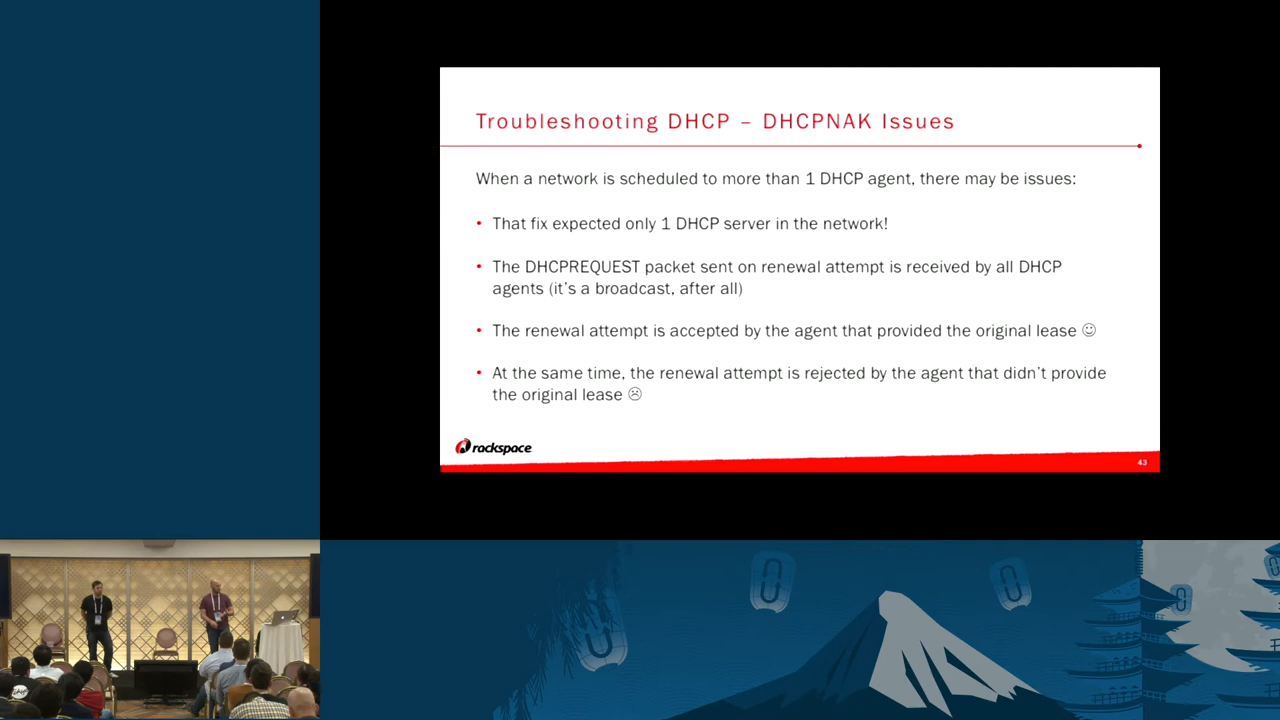 Troubleshooting DHCP – DHCPNAK Issues
When a network is scheduled to more than 1 DHCP agent, there may be issues:
• That fix expected only 1 DHCP server in the network!
• The DHCPREQUEST packet sent on renewal attempt is received by all DHCP
agents (it's a broadcast, after all)
• The renewal attempt is accepted by the agent that provided the original lease ☺
• At the same time, the renewal attempt is rejected by the agent that didn't provide
the original lease ☹
rackspace
43